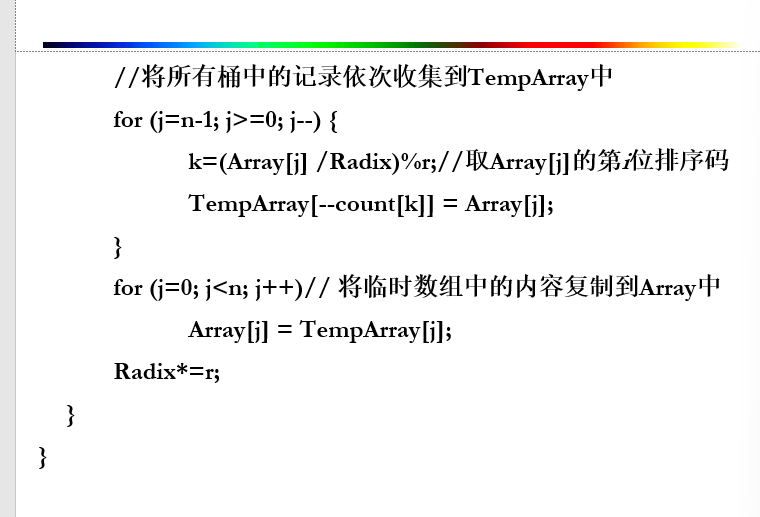 //将所有桶中的记录依次收集到TempArray中
for (j=n-1; j>=0; j--) {
k=(Array[j] /Radix)%r;//取Array[j]的第i位排序码
TempArray[--count[k]] = Array[j];
}
for (j=0; j<n; j++)// 将临时数组中的内容复制到Array中
Array[j] = TempArray[j];
Radix*=r;
}
}